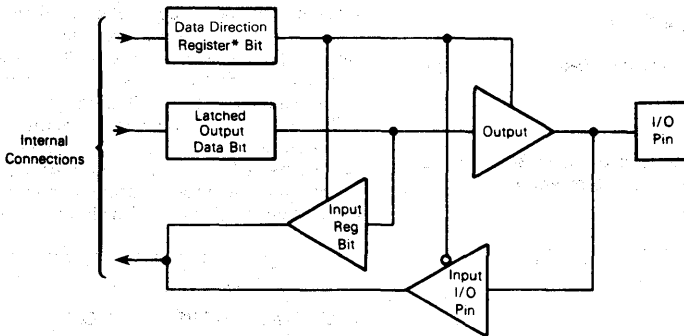 Data Direction
Register* Bit
Latched
Output
Data Bit
Output
I/O
Pin
Internal
Connections
Input
Reg
Bit
Input
I/O
Pin